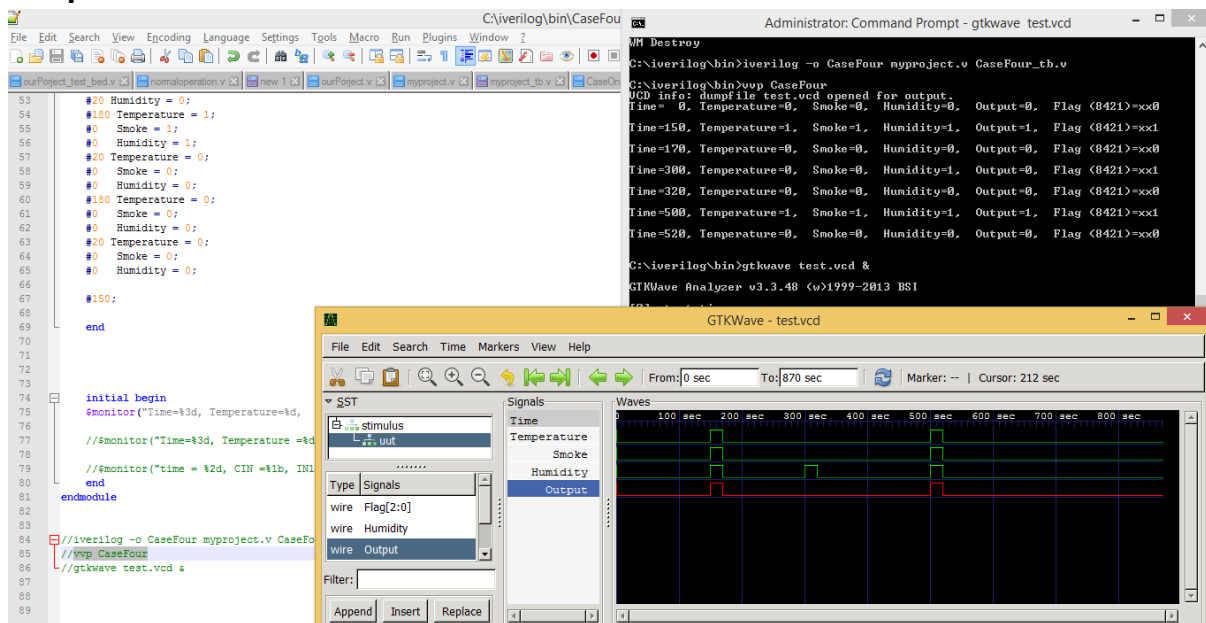 C:\iverilog\bin\CaseFou
File Edit Search View Encoding Language Settings Tools Macro Run Plugins Window ?
ourPoject_test_bed.v normaloperation.v new 1 ourPorject.v myproject.v myproject_tb.v CaseOn
53 #20 Humidity = 0;
54 #180 Temperature = 1;
55 #0 Smoke = 1;
56 #0 Humidity = 1;
57 #20 Temperature = 0;
58 #0 Smoke = 0;
59 #0 Humidity = 0;
60 #180 Temperature = 0;
61 #0 Smoke = 0;
62 #0 Humidity = 0;
63 #20 Temperature = 0;
64 #0 Smoke = 0;
65 #0 Humidity = 0;
66
67 #150;
68
69 end
70
71
72
73
74 initial begin
75 $monitor("Time=%3d, Temperature=%d,
76
77 //$monitor("Time=%3d, Temperature =%d
78
79 //$monitor("time = %2d, CIN =%1b, IN1
80 end
81 endmodule
82
83
84 //iverilog -o CaseFour myproject.v CaseFo
85 //vvp CaseFour
86 //gtkwave test.vcd &
87
88
89
Administrator: Command Prompt - gtkwave test.vcd
WM Destroy
C:\iverilog\bin>iverilog -o CaseFour myproject.v CaseFour_tb.v
C:\iverilog\bin>vvp CaseFour
VCD info: dumpfile test.vcd opened for output.
Time= 0, Temperature=0, Smoke=0, Humidity=0, Output=0, Flag (8421)=xx0
Time=150, Temperature=1, Smoke=1, Humidity=1, Output=1, Flag (8421)=xx1
Time=170, Temperature=0, Smoke=0, Humidity=0, Output=0, Flag (8421)=xx0
Time=300, Temperature=0, Smoke=0, Humidity=1, Output=0, Flag (8421)=xx1
Time=320, Temperature=0, Smoke=0, Humidity=0, Output=0, Flag (8421)=xx0
Time=500, Temperature=1, Smoke=1, Humidity=1, Output=1, Flag (8421)=xx1
Time=520, Temperature=0, Smoke=0, Humidity=0, Output=0, Flag (8421)=xx0
C:\iverilog\bin>gtkwave test.vcd &
GTKWave Analyzer v3.3.48 (w)1999-2013 BSI
GTKWave - test.vcd
File Edit Search Time Markers View Help
From: 0 sec To: 870 sec Marker: -- | Cursor: 212 sec
SST
stimulus
uut
Type Signals
wire Flag[2:0]
wire Humidity
wire Output
Filter:
Append Insert Replace
Signals
Time
Temperature
Smoke
Humidity
Output
Waves
100 sec 200 sec 300 sec 400 sec 500 sec 600 sec 700 sec 800 sec